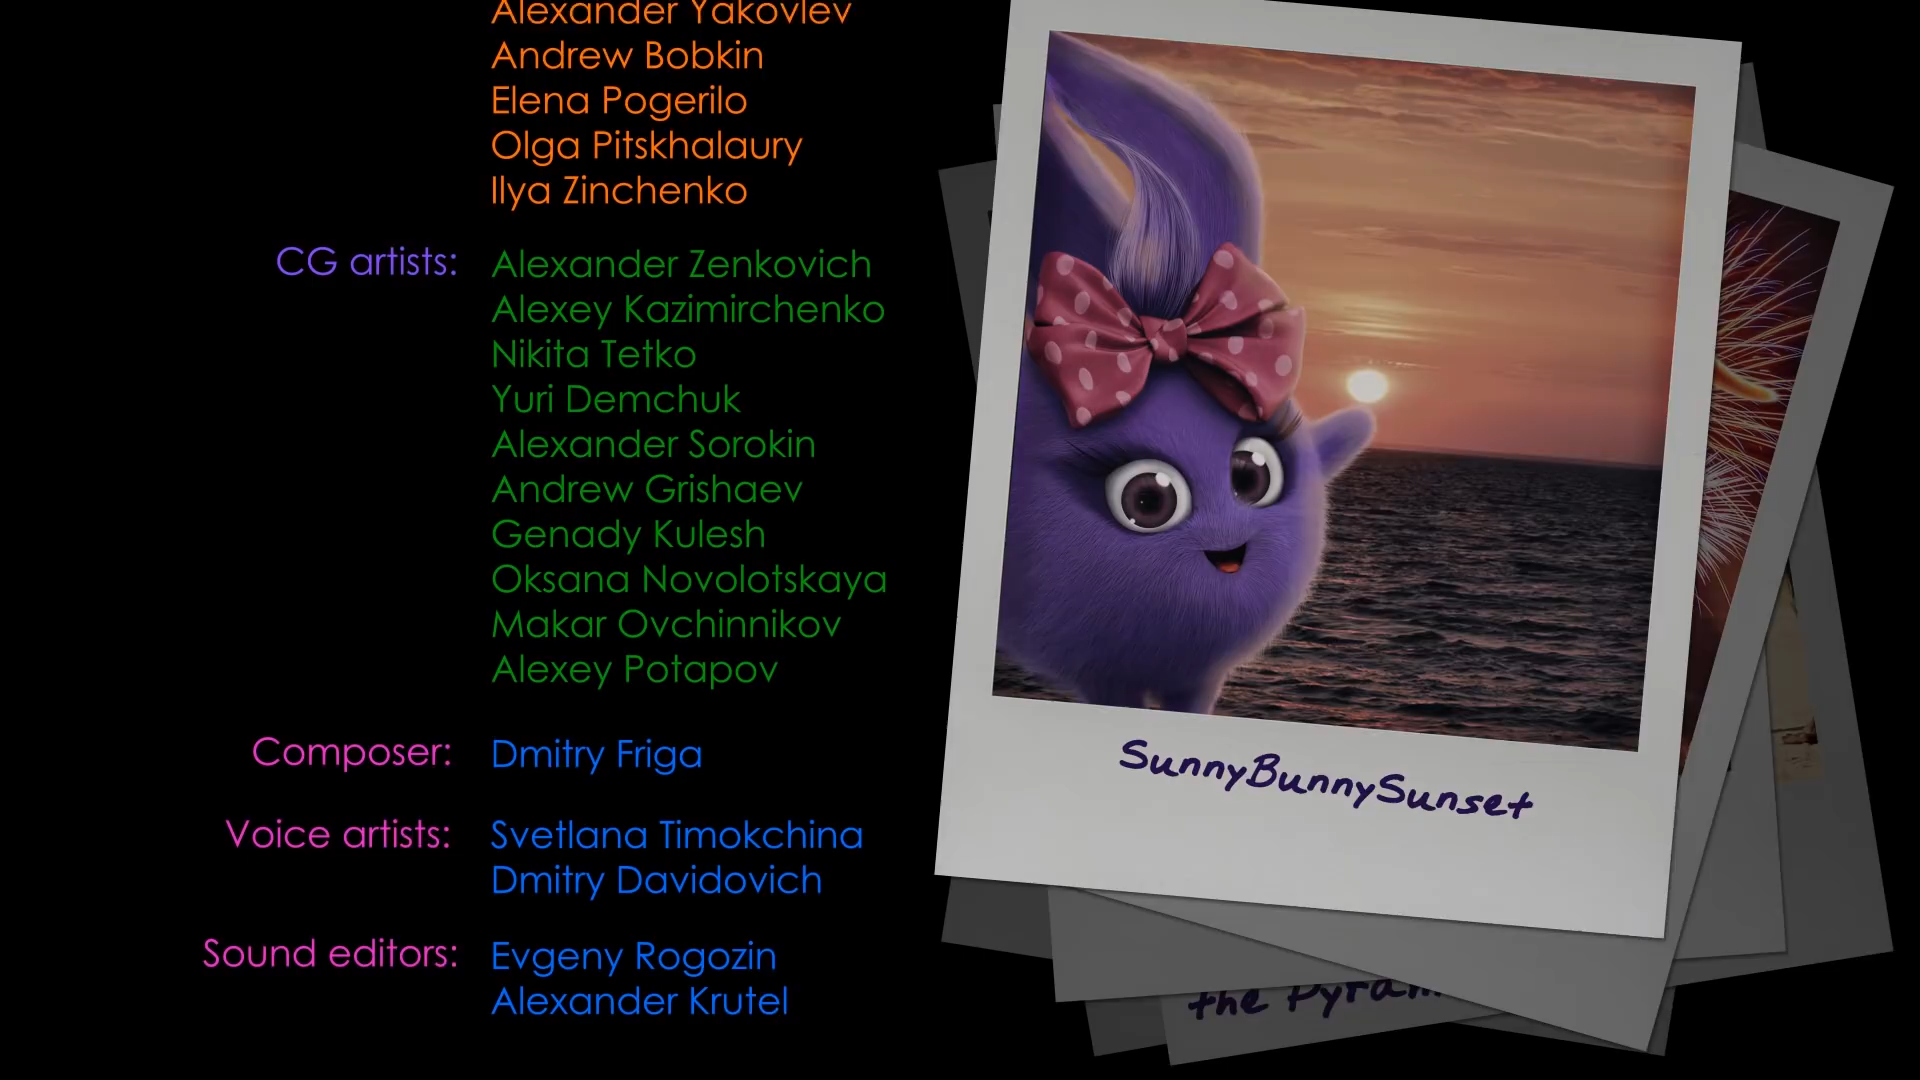 Alexander Yakovlev
Andrew Bobkin
Elena Pogerilo
Olga Pitskhalaury
Ilya Zinchenko
CG artists: Alexander Zenkovich
Alexey Kazimirchenko
Nikita Tetko
Yuri Demchuk
Alexander Sorokin
Andrew Grishaev
Genady Kulesh
Oksana Novolotskaya
Makar Ovchinnikov
Alexey Potapov
Composer: Dmitry Friga
Voice artists: Svetlana Timokchina
Dmitry Davidovich
Sound editors: Evgeny Rogozin
Alexander Krutel
SunnyBunnySunset
the